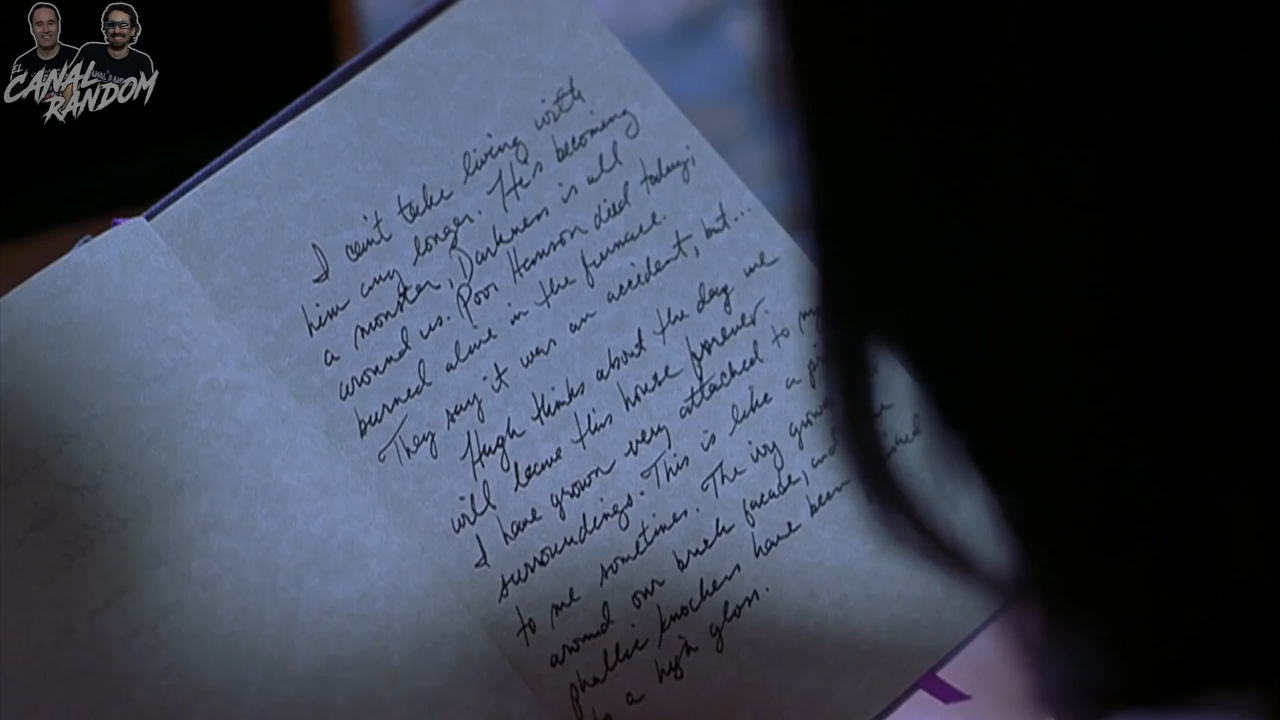 EL
CANAL
RANDOM
I can't take living with
him any longer. He's becoming
a monster, Darkness is all
around us. Poor Hanson died today;
burned alive in the furnace.
They say it was an accident, but...
Hugh thinks about the day we
will leave this house forever.
I have grown very attached to my
surroundings. This is like a
to me sometimes. The ivy grows
around our brick facade, and the
phallic knockers have been
to a high gloss.